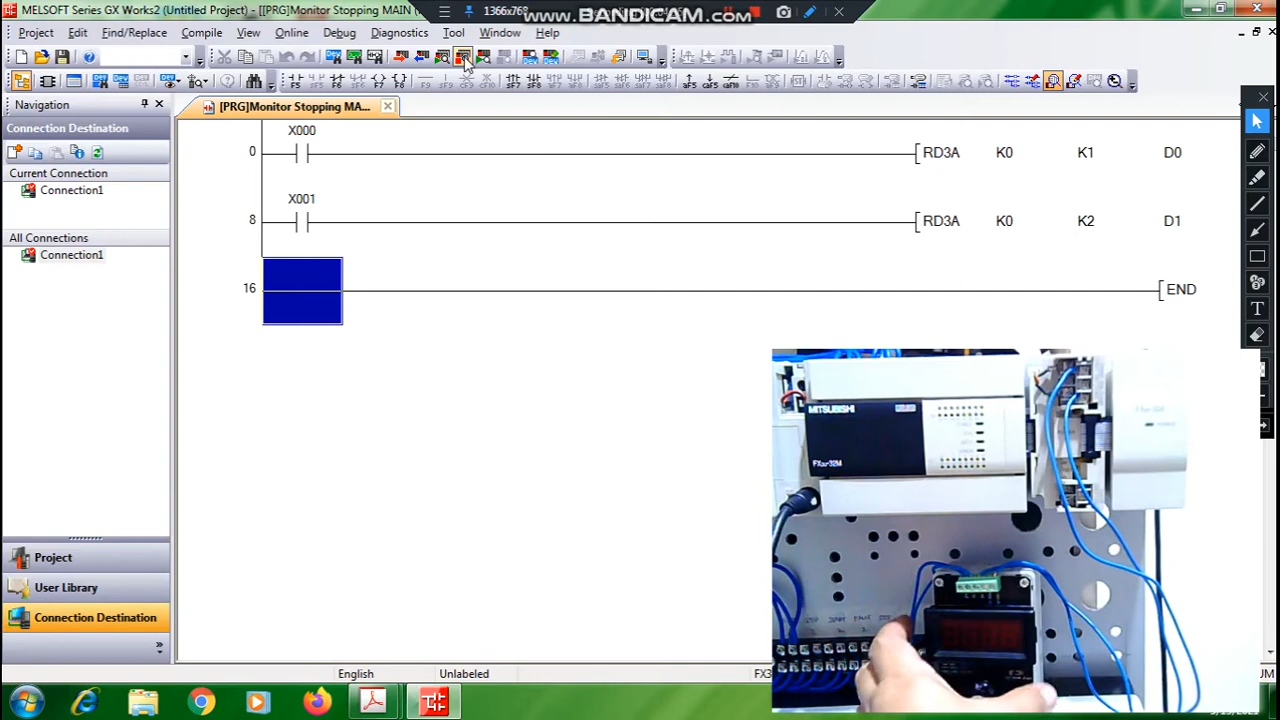 MELSOFT Series GX Works2 (Untitled Project) - [[PRG]Monitor Stopping MAIN (
1366x768
www.BANDICAM.com
Project Edit Find/Replace Compile View Online Debug Diagnostics Tool Window Help
Navigation
[PRG]Monitor Stopping MA...
Connection Destination
Current Connection
Connection1
All Connections
Connection1
X000
0 RD3A K0 K1 D0
X001
8 RD3A K0 K2 D1
16 END
MITSUBISHI
Project
User Library
Connection Destination
English Unlabeled